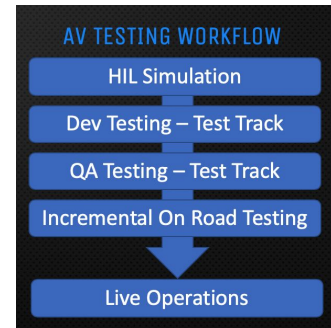 AV TESTING WORKFLOW
HIL Simulation
Dev Testing – Test Track
QA Testing – Test Track
Incremental On Road Testing
Live Operations